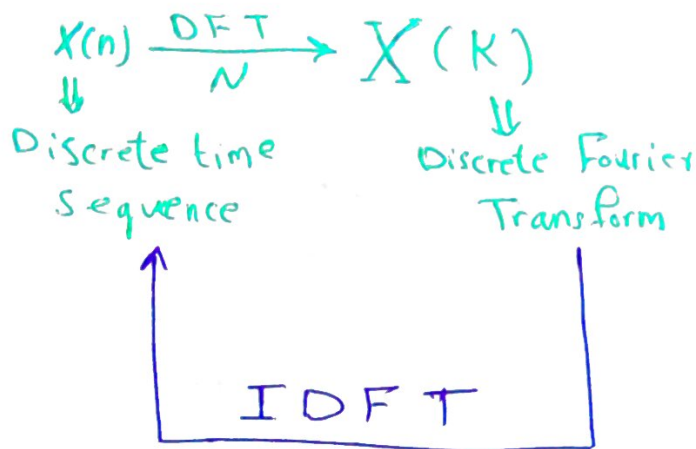 X(n) DFT X(K)
N
⇓ ⇓
Discrete time Discrete Fourier
Sequence Transform
IDFT